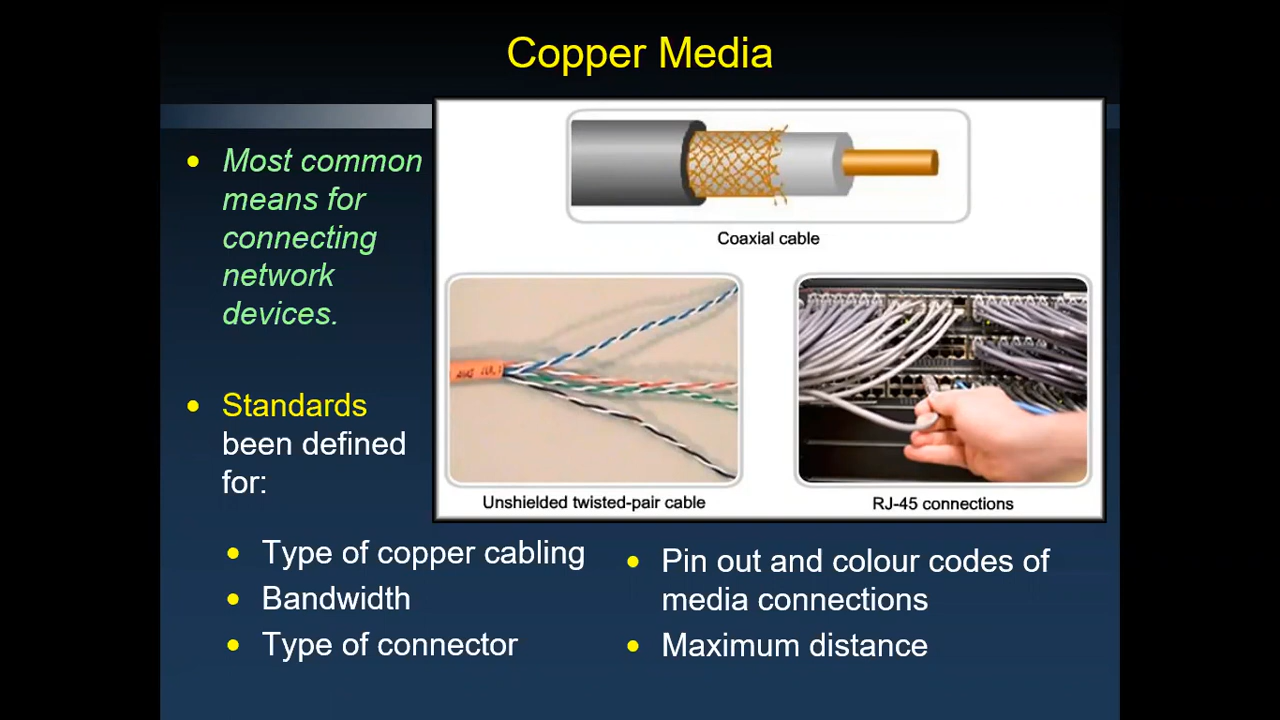 Copper Media
Most common
means for
connecting
network
devices.
Standards
been defined
for:
Coaxial cable
Unshielded twisted-pair cable
RJ-45 connections
Type of copper cabling
Bandwidth
Type of connector
Pin out and colour codes of
media connections
Maximum distance